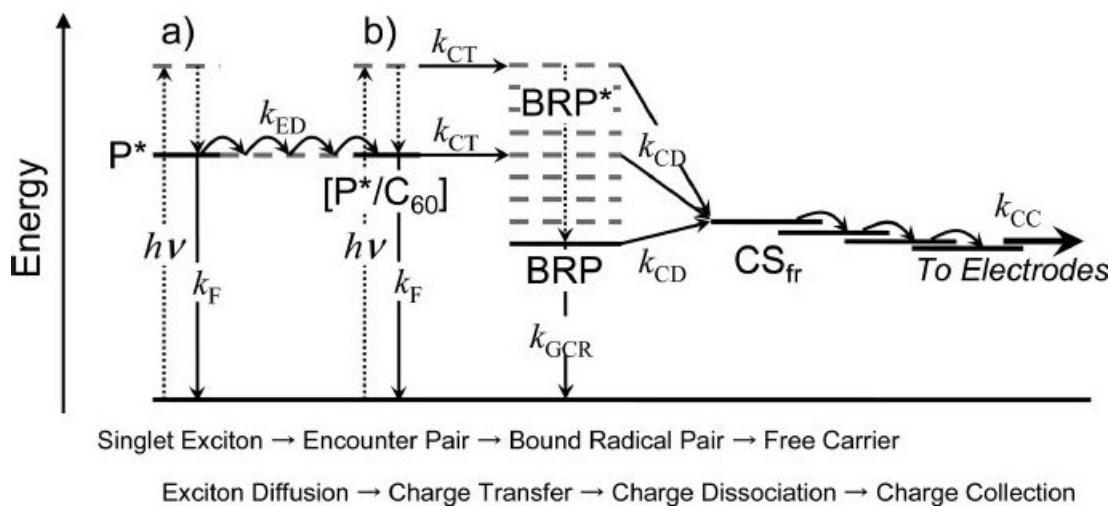 a)
b)
k_CT
k_ED
BRP*
P*
k_CT
k_CD
[P*/C₆₀]
Energy
k_CC
hν
hν
BRP
k_CD
CS_fr
To Electrodes
k_F
k_F
k_GCR
Singlet Exciton → Encounter Pair → Bound Radical Pair → Free Carrier
Exciton Diffusion → Charge Transfer → Charge Dissociation → Charge Collection